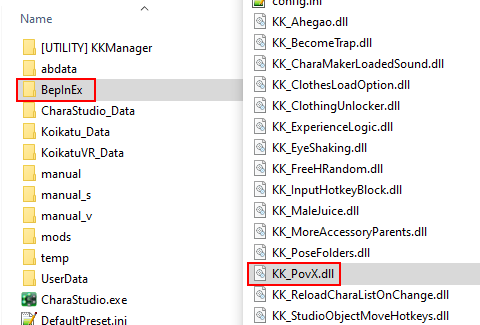 Name
[UTILITY] KKManager
abdata
BepInEx
CharaStudio_Data
Koikatu_Data
KoikatuVR_Data
manual
manual_s
manual_v
mods
temp
UserData
CharaStudio.exe
DefaultPreset.ini
config.ini
KK_Ahegao.dll
KK_BecomeTrap.dll
KK_CharaMakerLoadedSound.dll
KK_ClothesLoadOption.dll
KK_ClothingUnlocker.dll
KK_ExperienceLogic.dll
KK_EyeShaking.dll
KK_FreeHRandom.dll
KK_InputHotkeyBlock.dll
KK_MaleJuice.dll
KK_MoreAccessoryParents.dll
KK_PoseFolders.dll
KK_PovX.dll
KK_ReloadCharaListOnChange.dll
KK_StudioObjectMoveHotkeys.dll